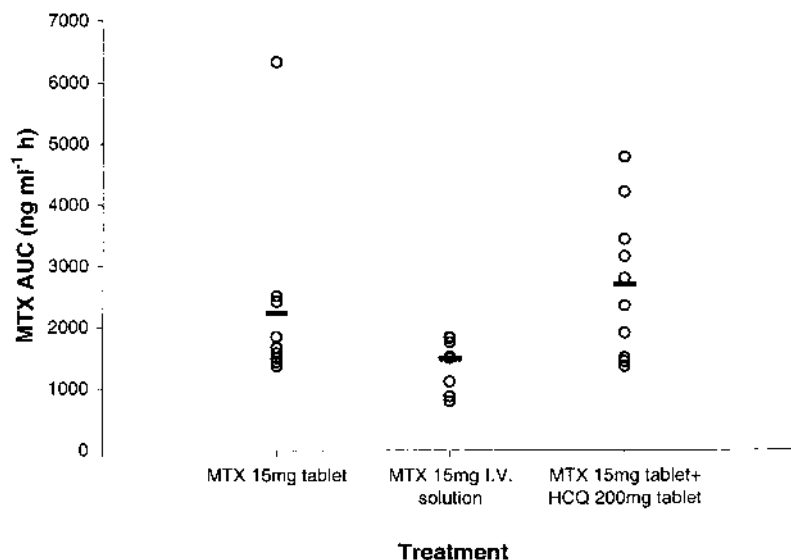 7000
6000
5000
4000
3000
2000
1000
0
MTX AUC (ng ml⁻¹ h)
MTX 15mg tablet
MTX 15mg I.V.
solution
MTX 15mg tablet+
HCQ 200mg tablet
Treatment